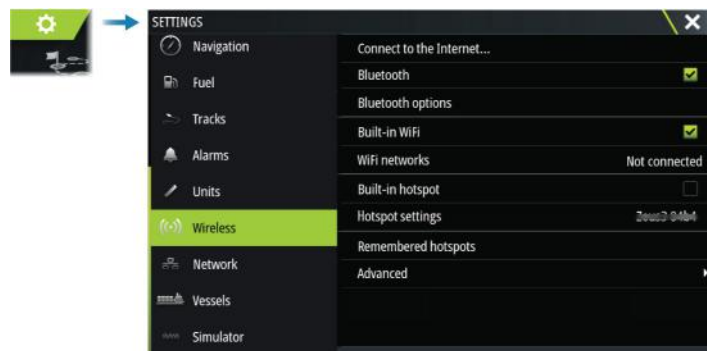 SETTINGS
Navigation
Fuel
Tracks
Alarms
Units
Wireless
Network
Vessels
Simulator
Connect to the Internet...
Bluetooth
Bluetooth options
Built-in WiFi
WiFi networks Not connected
Built-in hotspot
Hotspot settings
Remembered hotspots
Advanced